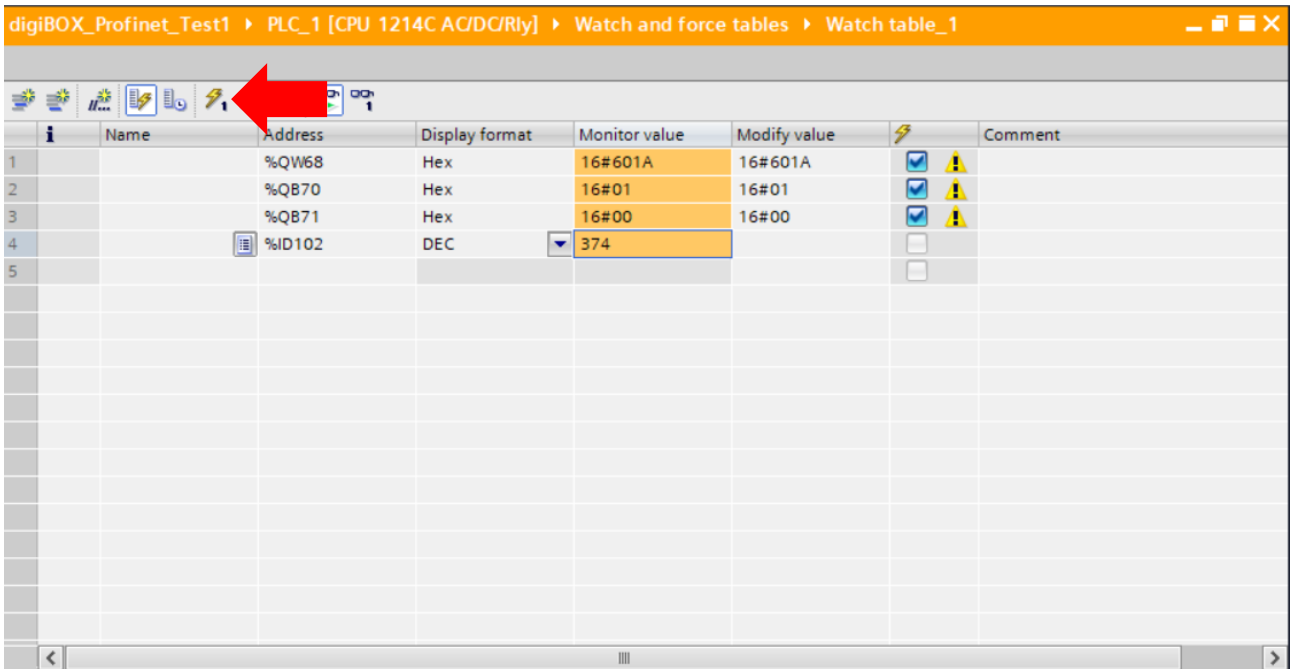 digiBOX_Profinet_Test1 ▸ PLC_1 [CPU 1214C AC/DC/Rly] ▸ Watch and force tables ▸ Watch table_1
i Name Address Display format Monitor value Modify value Comment
1 %QW68 Hex 16#601A 16#601A
2 %QB70 Hex 16#01 16#01
3 %QB71 Hex 16#00 16#00
4 %ID102 DEC 374
5